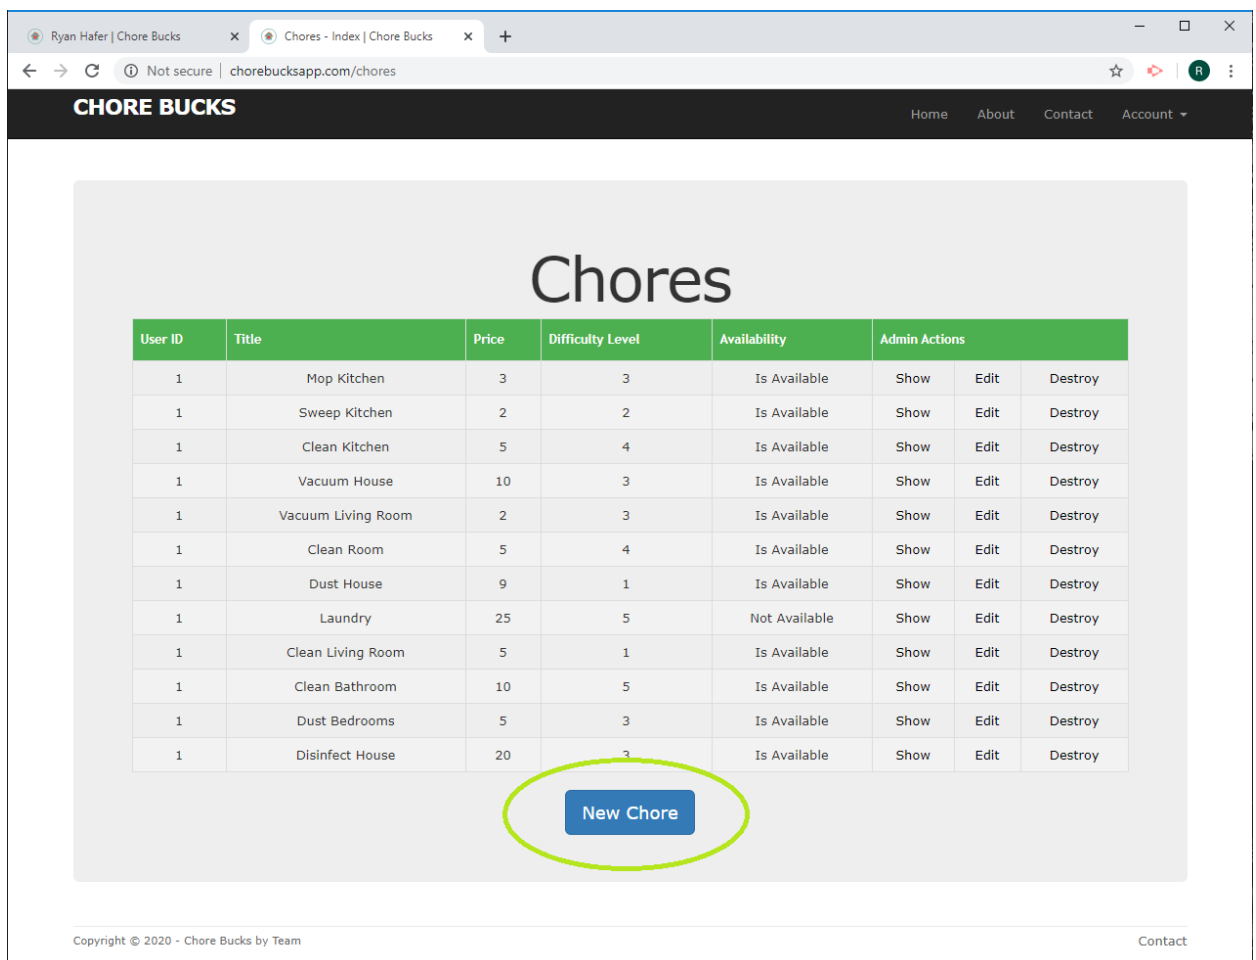 Ryan Hafer | Chore Bucks
Chores - Index | Chore Bucks
Not secure | chorebucksapp.com/chores
R
CHORE BUCKS
Home About Contact Account
Chores
User ID Title Price Difficulty Level Availability Admin Actions
1 Mop Kitchen 3 3 Is Available Show Edit Destroy
1 Sweep Kitchen 2 2 Is Available Show Edit Destroy
1 Clean Kitchen 5 4 Is Available Show Edit Destroy
1 Vacuum House 10 3 Is Available Show Edit Destroy
1 Vacuum Living Room 2 3 Is Available Show Edit Destroy
1 Clean Room 5 4 Is Available Show Edit Destroy
1 Dust House 9 1 Is Available Show Edit Destroy
1 Laundry 25 5 Not Available Show Edit Destroy
1 Clean Living Room 5 1 Is Available Show Edit Destroy
1 Clean Bathroom 10 5 Is Available Show Edit Destroy
1 Dust Bedrooms 5 3 Is Available Show Edit Destroy
1 Disinfect House 20 3 Is Available Show Edit Destroy
New Chore
Copyright © 2020 - Chore Bucks by Team
Contact